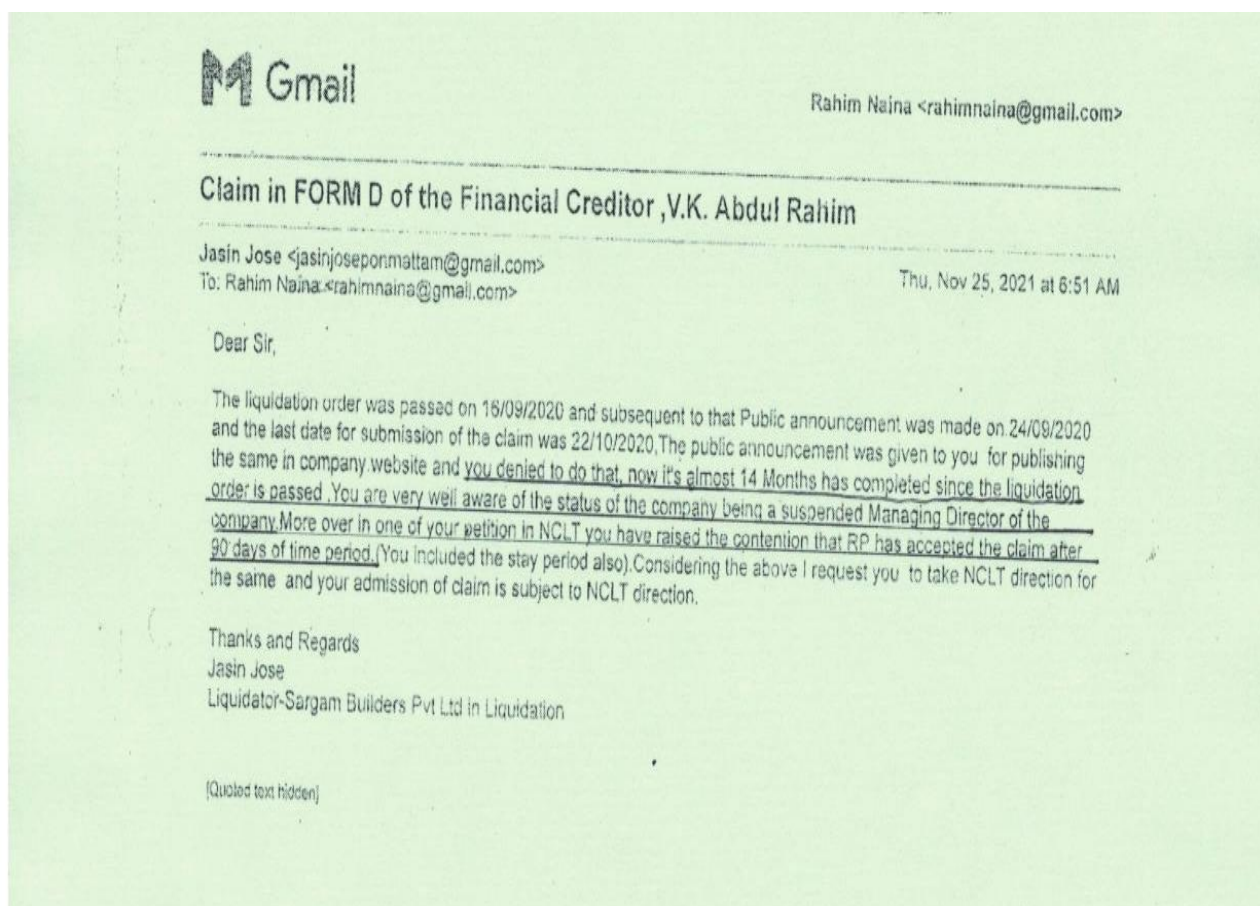 M Gmail
Rahim Naina <rahimnaina@gmail.com>
Claim in FORM D of the Financial Creditor ,V.K. Abdul Rahim
Jasin Jose <jasinjoseponmattam@gmail.com>
To: Rahim Naina <rahimnaina@gmail.com>
Thu, Nov 25, 2021 at 6:51 AM
Dear Sir,
The liquidation order was passed on 16/09/2020 and subsequent to that Public announcement was made on 24/09/2020
and the last date for submission of the claim was 22/10/2020,The public announcement was given to you for publishing
the same in company website and you denied to do that, now it's almost 14 Months has completed since the liquidation
order is passed .You are very well aware of the status of the company being a suspended Managing Director of the
company.More over in one of your petition in NCLT you have raised the contention that RP has accepted the claim after
90 days of time period.(You included the stay period also).Considering the above I request you to take NCLT direction for
the same and your admission of claim is subject to NCLT direction.
Thanks and Regards
Jasin Jose
Liquidator-Sargam Builders Pvt Ltd in Liquidation
[Quoted text hidden]